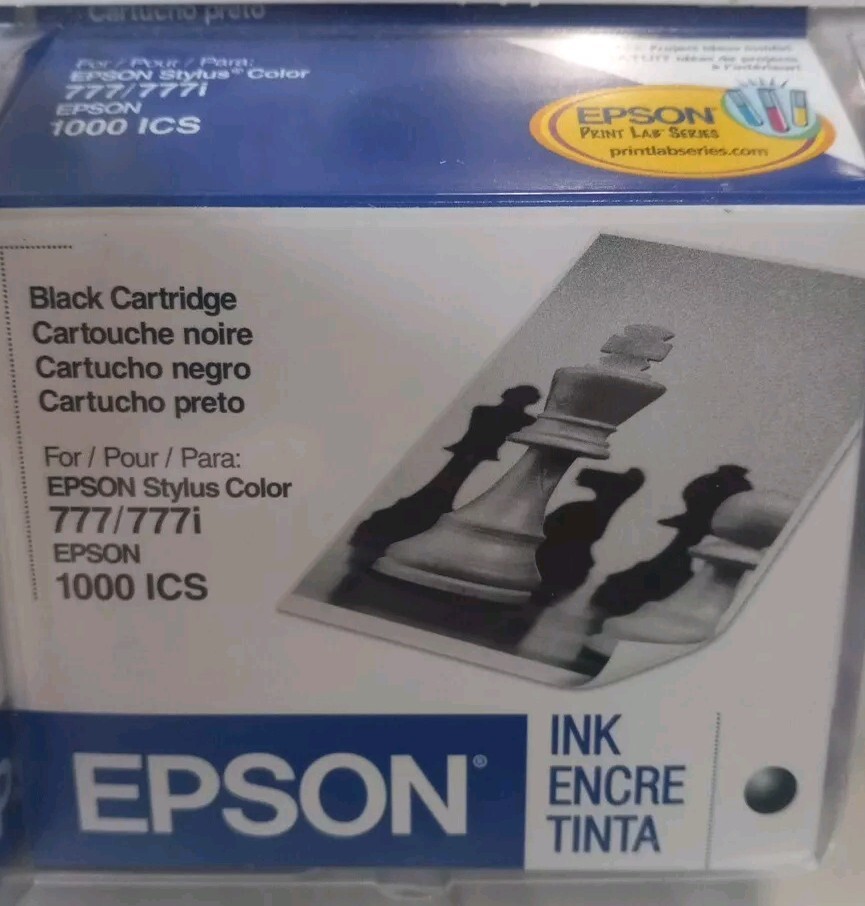 Cartucho preto
For / Pour / Para:
EPSON Stylus® Color
777/777i
EPSON
1000 ICS
EPSON
PRINT LAB SERIES
printlabseries.com
Black Cartridge
Cartouche noire
Cartucho negro
Cartucho preto
For / Pour / Para:
EPSON Stylus Color
777/777i
EPSON
1000 ICS
EPSON®
INK
ENCRE
TINTA